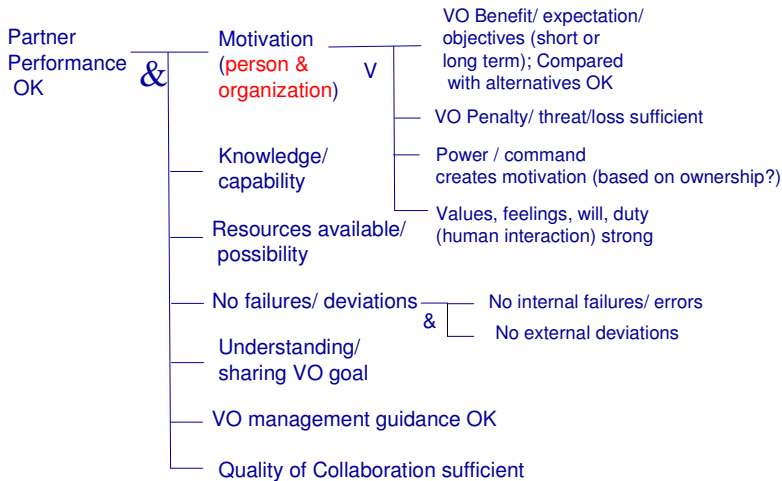 Partner
Performance
OK
&
Motivation
(person &
organization)
V
VO Benefit/ expectation/
objectives (short or
long term); Compared
with alternatives OK
VO Penalty/ threat/loss sufficient
Power / command
creates motivation (based on ownership?)
Values, feelings, will, duty
(human interaction) strong
Knowledge/
capability
Resources available/
possibility
No failures/ deviations
&
No internal failures/ errors
No external deviations
Understanding/
sharing VO goal
VO management guidance OK
Quality of Collaboration sufficient